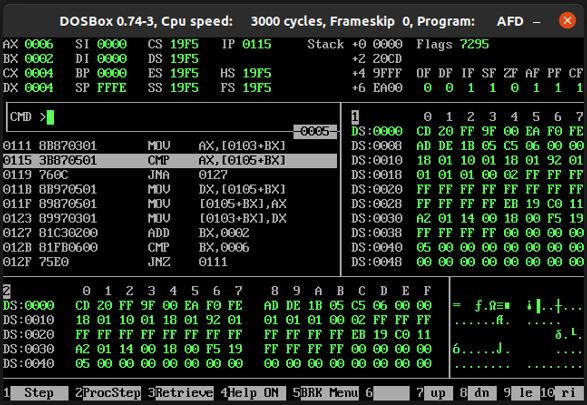 DOSBox 0.74-3, Cpu speed: 3000 cycles, Frameskip 0, Program: AFD
AX 0006 SI 0000 CS 19F5 IP 0115 Stack +0 0000 Flags 7295
BX 0002 DI 0000 DS 19F5 +2 20CD
CX 0004 BP 0000 ES 19F5 HS 19F5 +4 9FFF OF DF IF SF ZF AF PF CF
DX 0004 SP FFFE SS 19F5 FS 19F5 +6 EA00 0 0 1 1 0 1 1 1
CMD >
0005
0111 8B870301 MOV AX,[0103+BX]
0115 3B870501 CMP AX,[0105+BX]
0119 760C JNA 0127
011B 8B970501 MOV DX,[0105+BX]
011F 89870501 MOV [0105+BX],AX
0123 89970301 MOV [0103+BX],DX
0127 81C30200 ADD BX,0002
012B 81FB0600 CMP BX,0006
012F 75E0 JNZ 0111
1 0 1 2 3 4 5 6 7
DS:0000 CD 20 FF 9F 00 EA F0 FE
DS:0008 AD DE 1B 05 C5 06 00 00
DS:0010 18 01 10 01 18 01 92 01
DS:0018 01 01 01 00 02 FF FF FF
DS:0020 FF FF FF FF FF FF FF FF
DS:0028 FF FF FF FF EB 19 C0 11
DS:0030 A2 01 14 00 18 00 F5 19
DS:0038 FF FF FF FF 00 00 00 00
DS:0040 05 00 00 00 00 00 00 00
DS:0048 00 00 00 00 00 00 00 00
2 0 1 2 3 4 5 6 7 8 9 A B C D E F
DS:0000 CD 20 FF 9F 00 EA F0 FE AD DE 1B 05 C5 06 00 00
DS:0010 18 01 10 01 18 01 92 01 01 01 01 00 02 FF FF FF
DS:0020 FF FF FF FF FF FF FF FF FF FF FF FF EB 19 C0 11
DS:0030 A2 01 14 00 18 00 F5 19 FF FF FF FF 00 00 00 00
DS:0040 05 00 00 00 00 00 00 00 00 00 00 00 00 00 00 00
1 Step 2 ProcStep 3 Retrieve 4 Help ON 5 BRK Menu 6 7 up 8 dn 9 le 10 ri